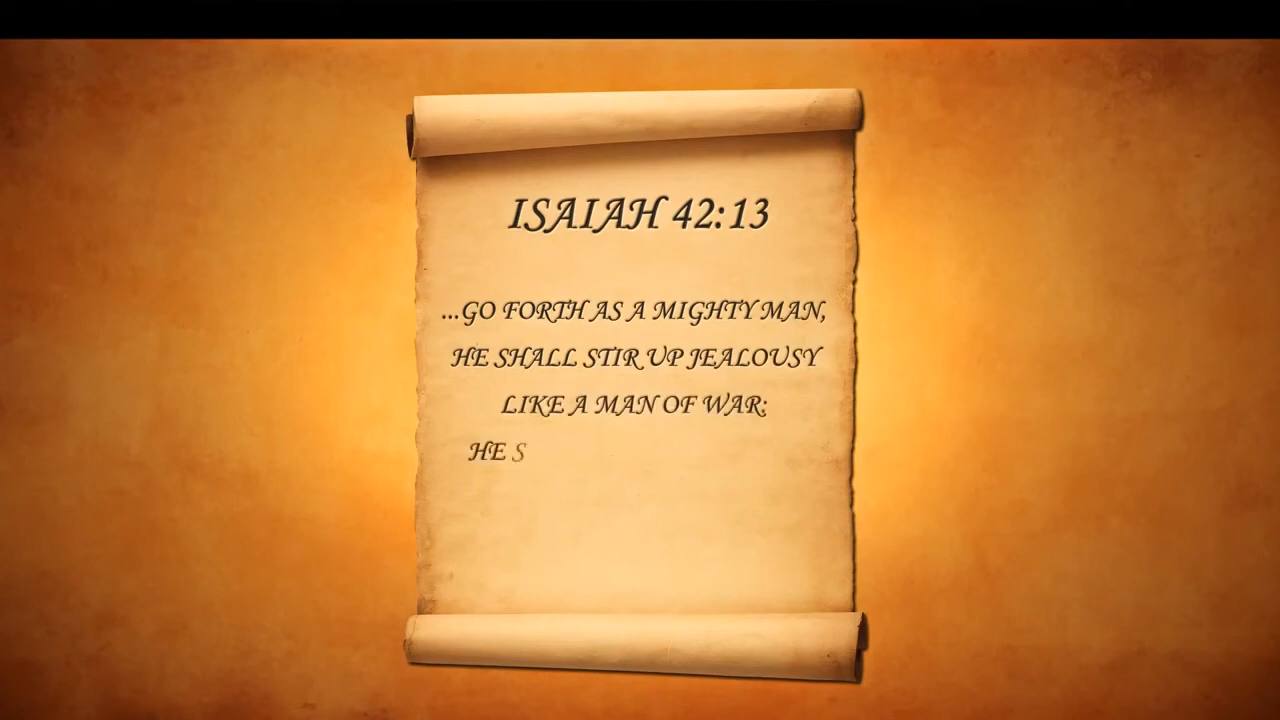 ISAIAH 42:13
...GO FORTH AS A MIGHTY MAN,
HE SHALL STIR UP JEALOUSY
LIKE A MAN OF WAR:
HE S